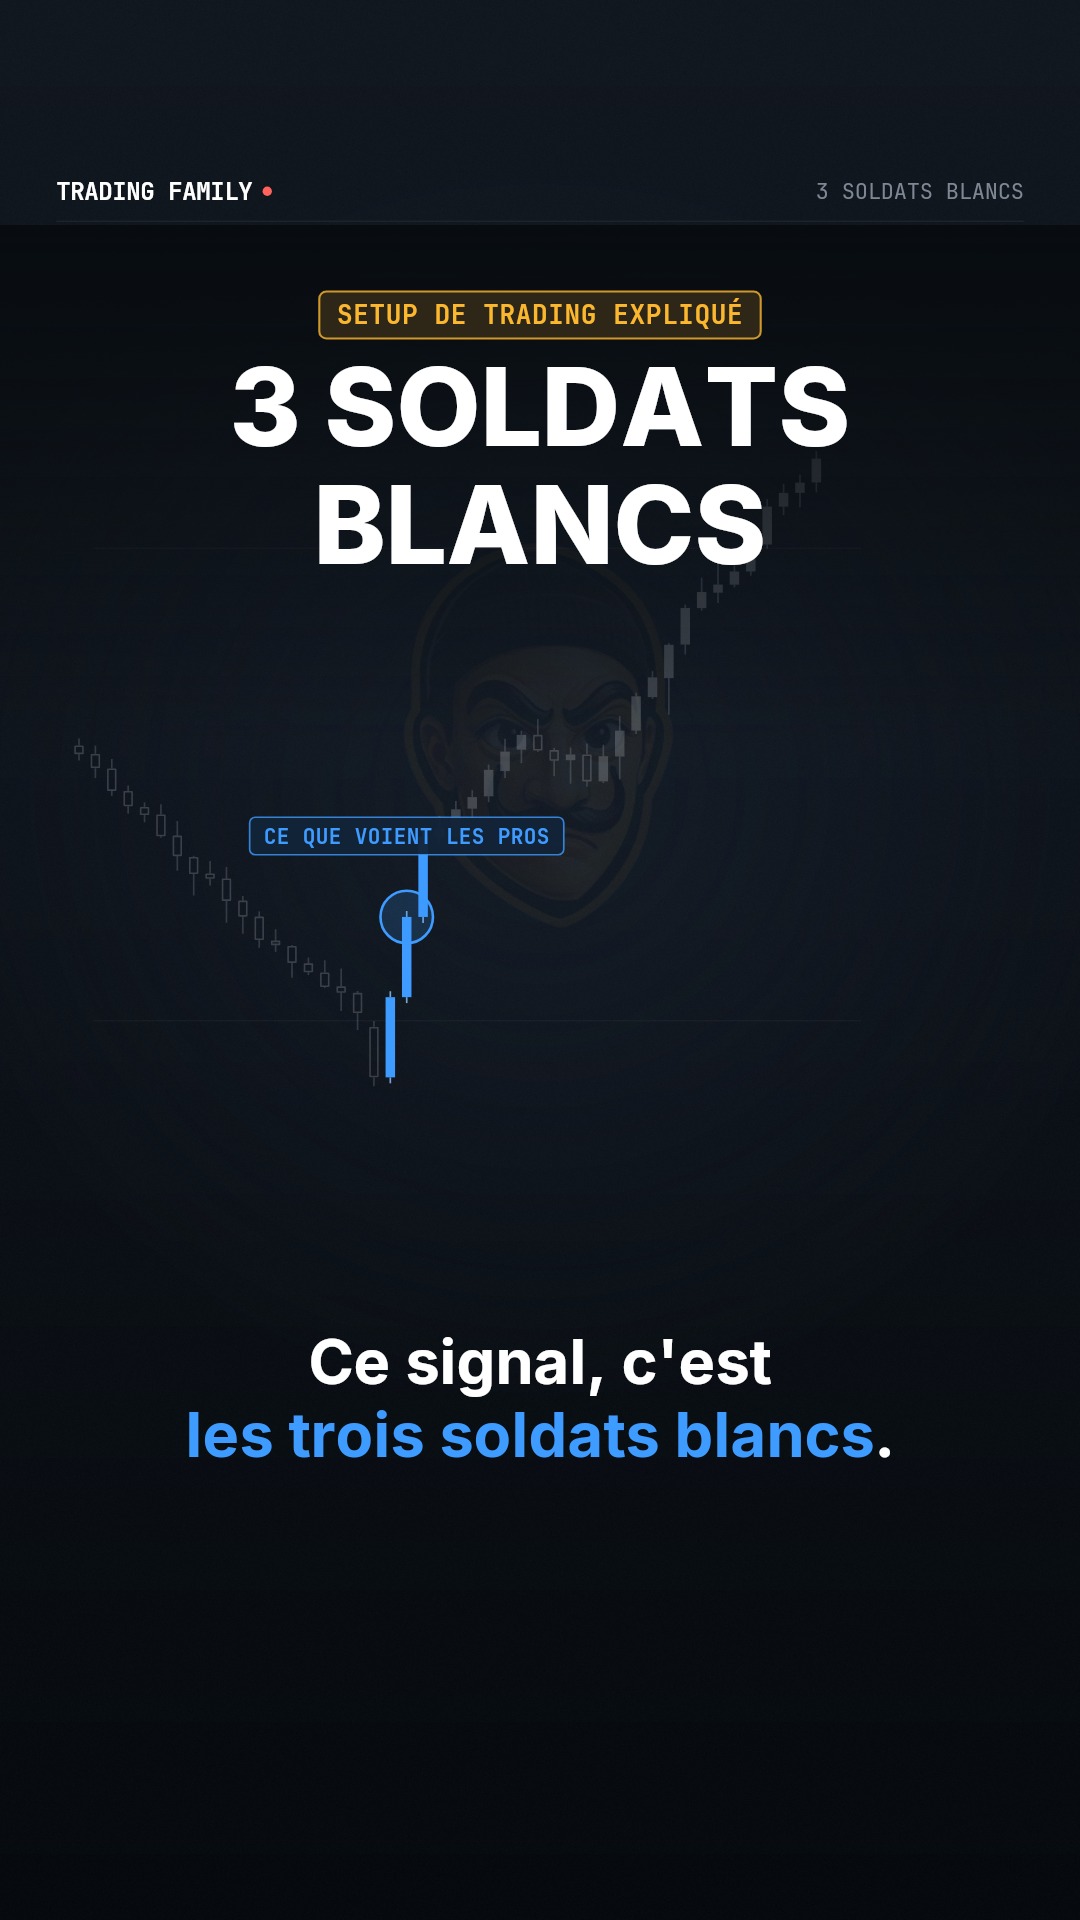 TRADING FAMILY
3 SOLDATS BLANCS
SETUP DE TRADING EXPLIQUÉ
3 SOLDATS
BLANCS
CE QUE VOIENT LES PROS
Ce signal, c'est
les trois soldats blancs.